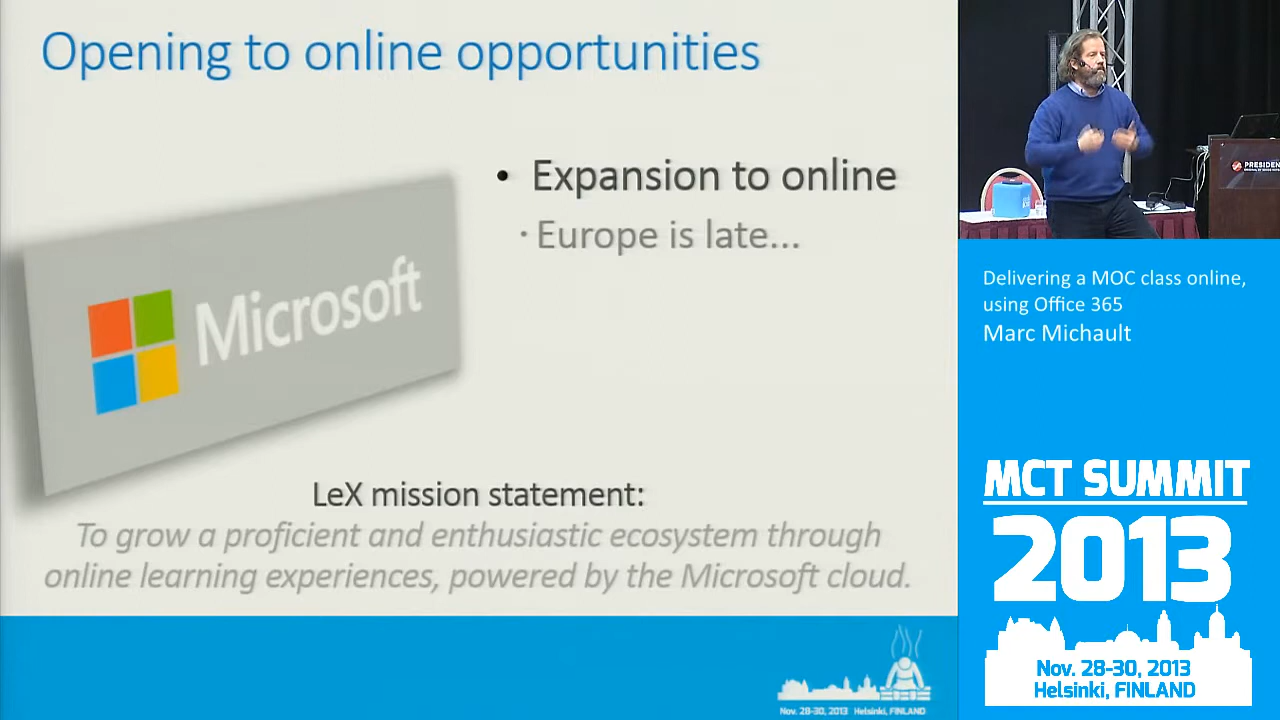 Opening to online opportunities
• Expansion to online
· Europe is late...
Microsoft
LeX mission statement:
To grow a proficient and enthusiastic ecosystem through
online learning experiences, powered by the Microsoft cloud.
Nov. 28-30, 2013 Helsinki, FINLAND
PRESIDEN
Delivering a MOC class online,
using Office 365
Marc Michault
MCT SUMMIT
2013
Nov. 28-30, 2013
Helsinki, FINLAND